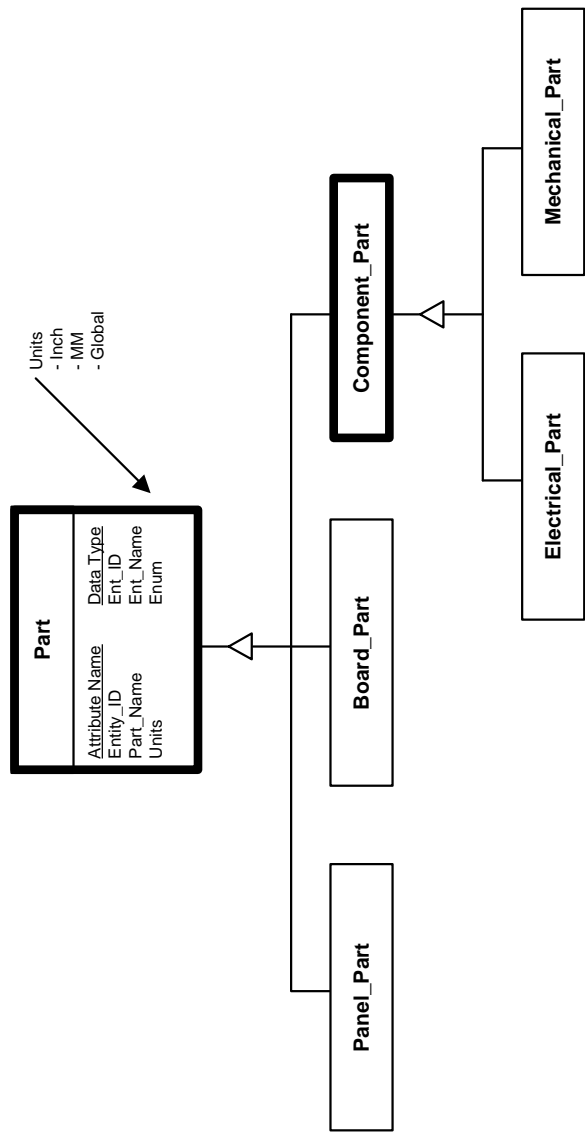 Part
Attribute Name Data Type
Entity_ID Ent_ID
Part_Name Ent_Name
Units Enum
Units
- Inch
- MM
- Global
Panel_Part
Board_Part
Component_Part
Electrical_Part
Mechanical_Part